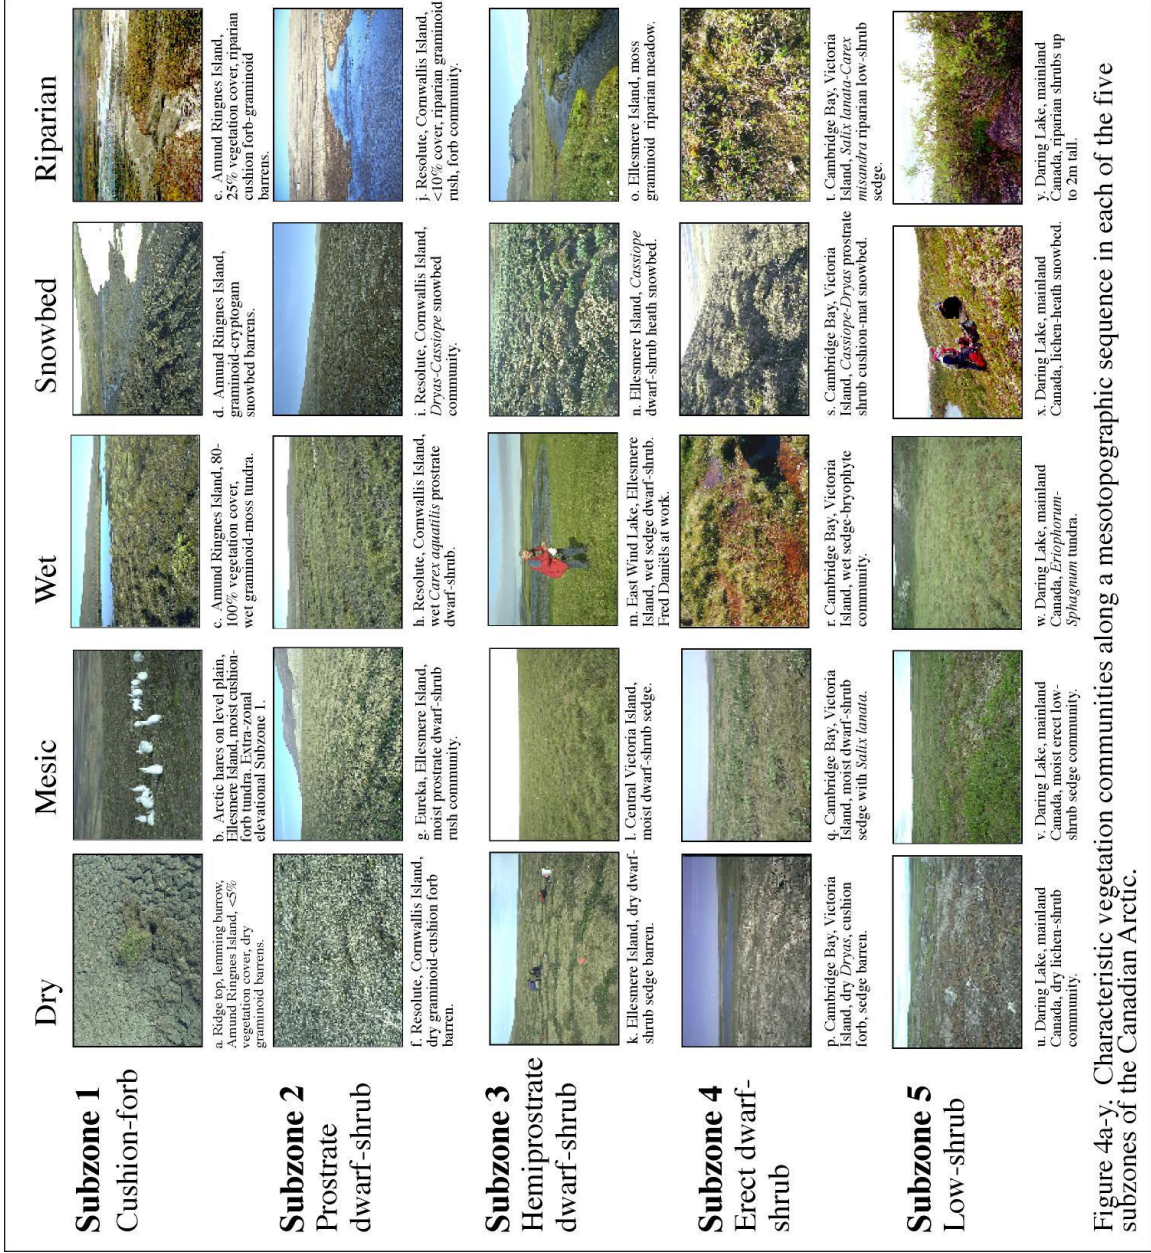 Dry
Mesic
Wet
Snowbed
Riparian
Subzone 1
Cushion-forb
a. Ridge top, lemming burrow,
Amund Ringnes Island, <5%
vegetation cover, dry
graminoid barrens.
b. Arctic hares on level plain,
Ellesmere Island, moist cushion-
forb tundra. Extra-zonal
elevational Subzone 1.
c. Amund Ringnes Island, 80-
100% vegetation cover,
wet graminoid-moss tundra.
d. Amund Ringnes Island,
graminoid-cryptogam
snowbed barrens.
e. Amund Ringnes Island,
25% vegetation cover, riparian
cushion forb-graminoid
barrens.
Subzone 2
Prostrate
dwarf-shrub
f. Resolute, Cornwallis Island,
dry graminoid-cushion forb
barren.
g. Eureka, Ellesmere Island,
moist prostrate dwarf-shrub
rush community.
h. Resolute, Cornwallis Island,
wet Carex aquatilis prostrate
dwarf-shrub.
i. Resolute, Cornwallis Island,
Dryas-Cassiope snowbed
community.
j. Resolute, Cornwallis Island,
<10% cover, riparian graminoid
rush, forb community.
Subzone 3
Hemiprostrate
dwarf-shrub
k. Ellesmere Island, dry dwarf-
shrub sedge barren.
l. Central Victoria Island,
moist dwarf-shrub sedge.
m. East Wind Lake, Ellesmere
Island, wet sedge dwarf-shrub.
Fred Daniëls at work.
n. Ellesmere Island, Cassiope
dwarf-shrub heath snowbed.
o. Ellesmere Island, moss
graminoid riparian meadow.
Subzone 4
Erect dwarf-
shrub
p. Cambridge Bay, Victoria
Island, dry Dryas, cushion
forb, sedge barren.
q. Cambridge Bay, Victoria
Island, moist dwarf-shrub
sedge with Salix lanata.
r. Cambridge Bay, Victoria
Island, wet sedge-bryophyte
community.
s. Cambridge Bay, Victoria
Island, Cassiope-Dryas prostrate
shrub cushion-mat snowbed.
t. Cambridge Bay, Victoria
Island, Salix lanata-Carex
misandra riparian low-shrub
sedge.
Subzone 5
Low-shrub
u. Daring Lake, mainland
Canada, dry lichen-shrub
community.
v. Daring Lake, mainland
Canada, moist erect low-
shrub sedge community.
w. Daring Lake, mainland
Canada, Eriophorum-
Sphagnum tundra.
x. Daring Lake, mainland
Canada, lichen-heath snowbed.
y. Daring Lake, mainland
Canada, riparian shrubs up
to 2m tall.
Figure 4a-y. Characteristic vegetation communities along a mesotopographic sequence in each of the five
subzones of the Canadian Arctic.